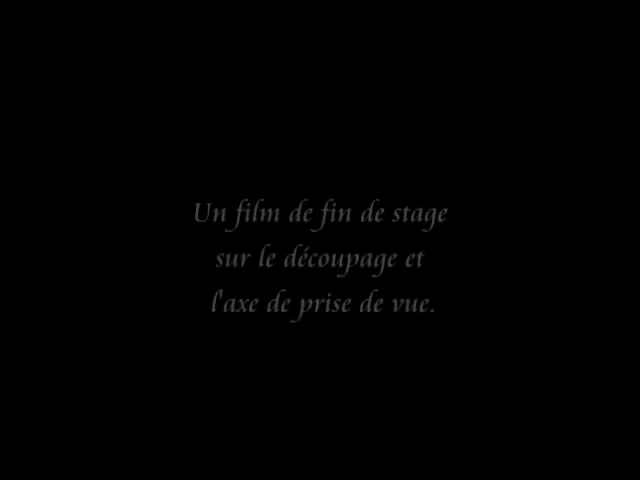 Un film de fin de stage
sur le découpage et
l'axe de prise de vue.